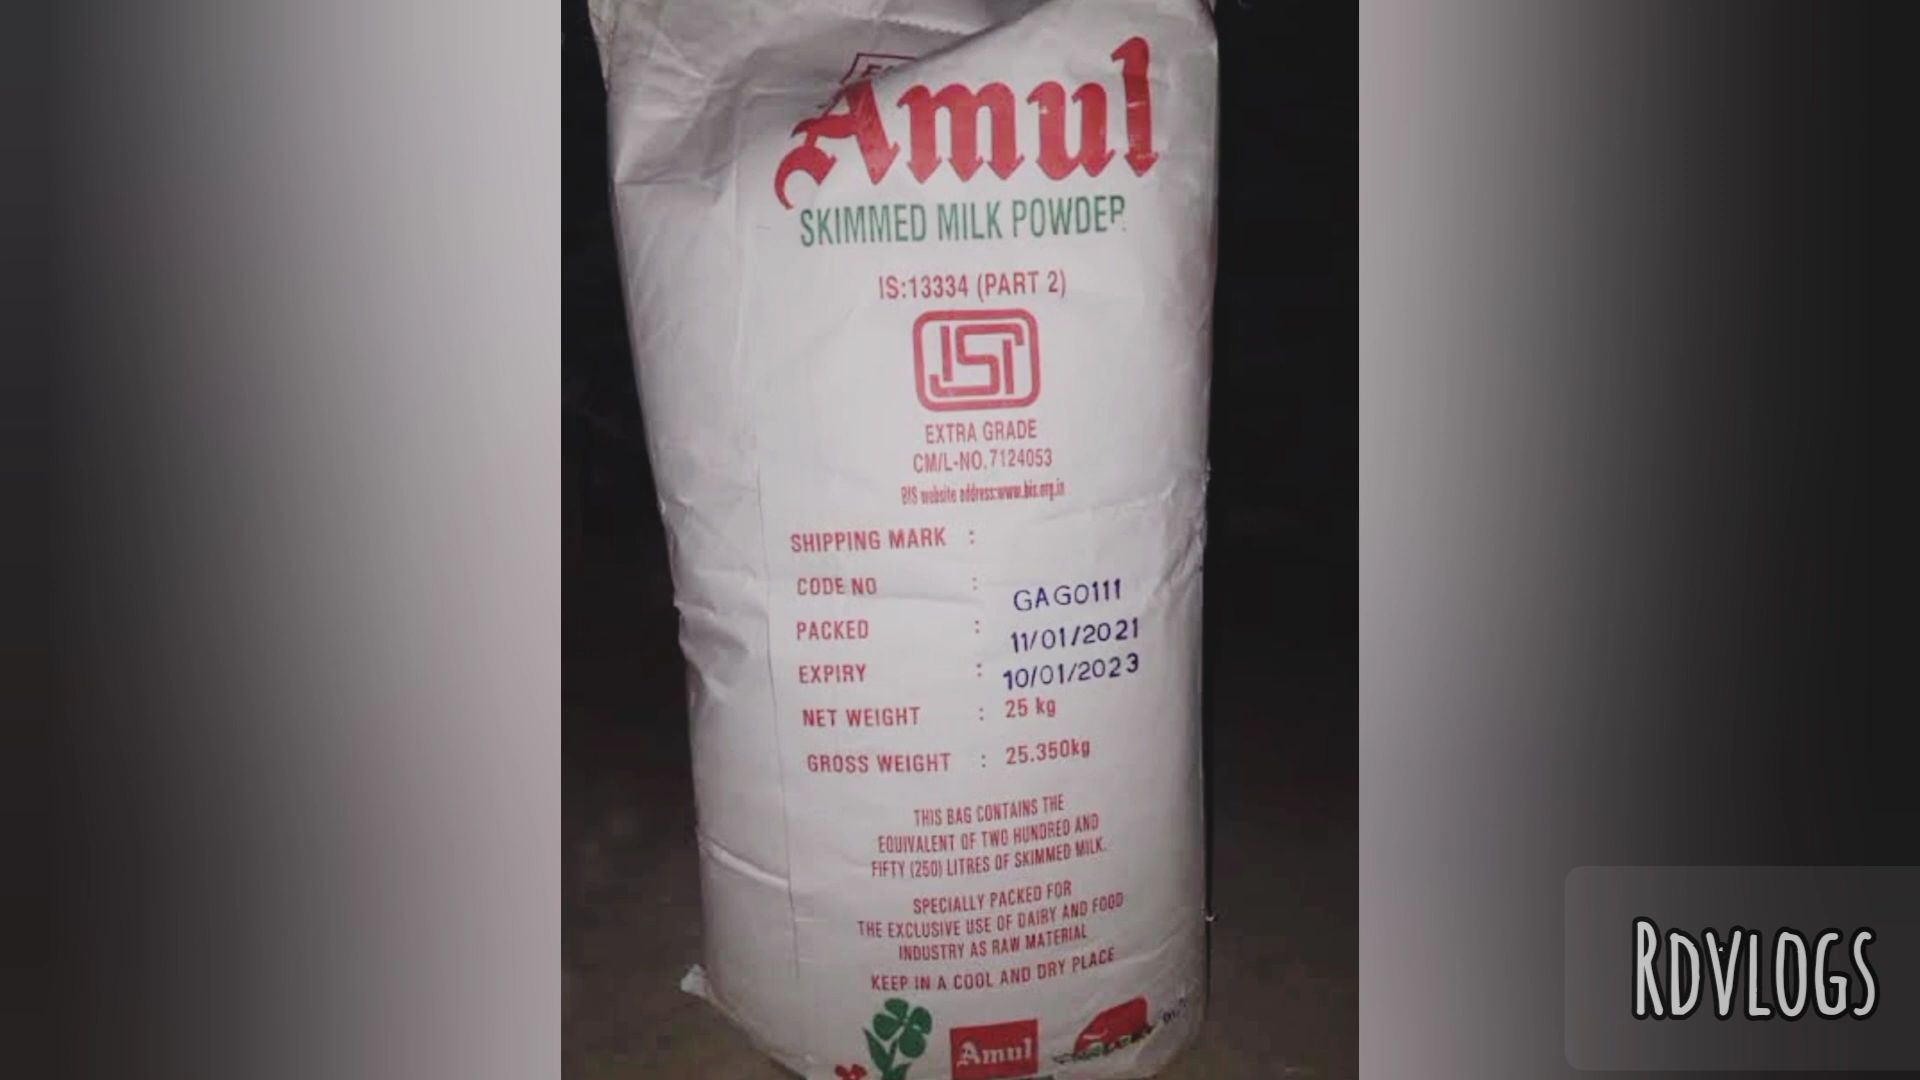 Amul
SKIMMED MILK POWDER
IS:13334 (PART 2)
ISI
EXTRA GRADE
CM/L-NO.7124053
BIS website address:www.bis.org.in
SHIPPING MARK :
CODE NO : GAG0111
PACKED : 11/01/2021
EXPIRY : 10/01/2023
NET WEIGHT : 25 kg
GROSS WEIGHT : 25.350kg
THIS BAG CONTAINS THE
EQUIVALENT OF TWO HUNDRED AND
FIFTY (250) LITRES OF SKIMMED MILK.
SPECIALLY PACKED FOR
THE EXCLUSIVE USE OF DAIRY AND FOOD
INDUSTRY AS RAW MATERIAL
KEEP IN A COOL AND DRY PLACE
Amul
RDVLOGS